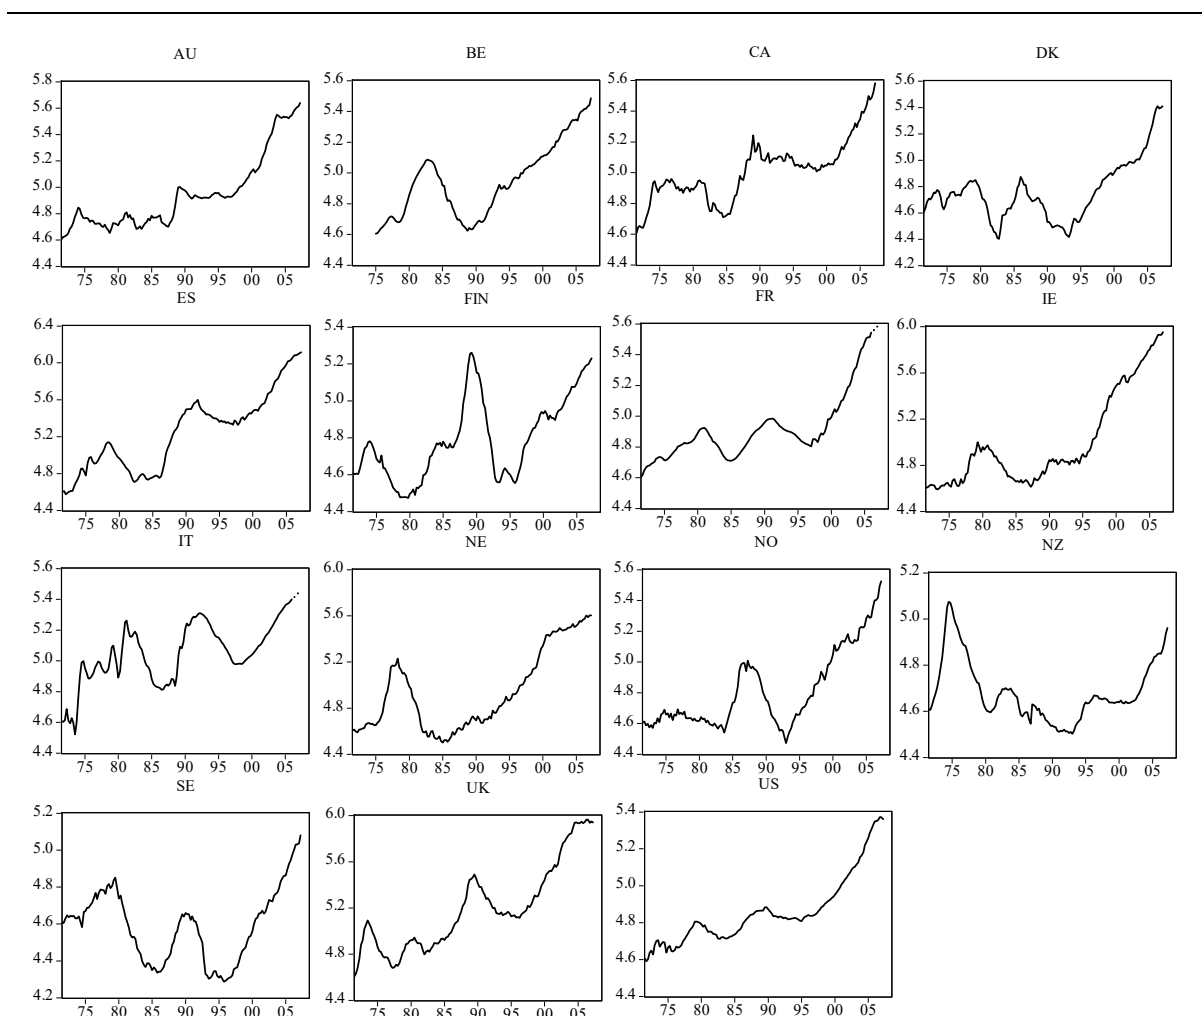 AU BE CA DK
5.8 5.6 5.6 5.6
5.6 5.4 5.4 5.4
5.4 5.2 5.2 5.2
5.2 5.0 5.0 5.0
5.0 4.8 4.8 4.8
4.8 4.6 4.6 4.6
4.6 4.4 4.4 4.4
4.4 4.2
75 80 85 90 95 00 05 75 80 85 90 95 00 05 75 80 85 90 95 00 05 75 80 85 90 95 00 05
ES FIN FR IE
6.4 5.4 5.6 6.0
6.0 5.2 5.4 5.6
5.6 5.0 5.2 5.2
5.2 4.8 5.0 4.8
4.8 4.6 4.8 4.4
4.4 4.4 4.6
4.4
75 80 85 90 95 00 05 75 80 85 90 95 00 05 75 80 85 90 95 00 05 75 80 85 90 95 00 05
IT NE NO NZ
5.6 6.0 5.6 5.2
5.4 5.6 5.4 5.0
5.2 5.2 5.2 4.8
5.0 4.8 5.0 4.6
4.8 4.4 4.8 4.4
4.6 4.6
4.4 4.4
75 80 85 90 95 00 05 75 80 85 90 95 00 05 75 80 85 90 95 00 05 75 80 85 90 95 00 05
SE UK US
5.2 6.0 5.4
5.0 5.6 5.2
4.8 5.2 5.0
4.6 4.8 4.8
4.4 4.4 4.6
4.2 4.4
75 80 85 90 95 00 05 75 80 85 90 95 00 05 75 80 85 90 95 00 05